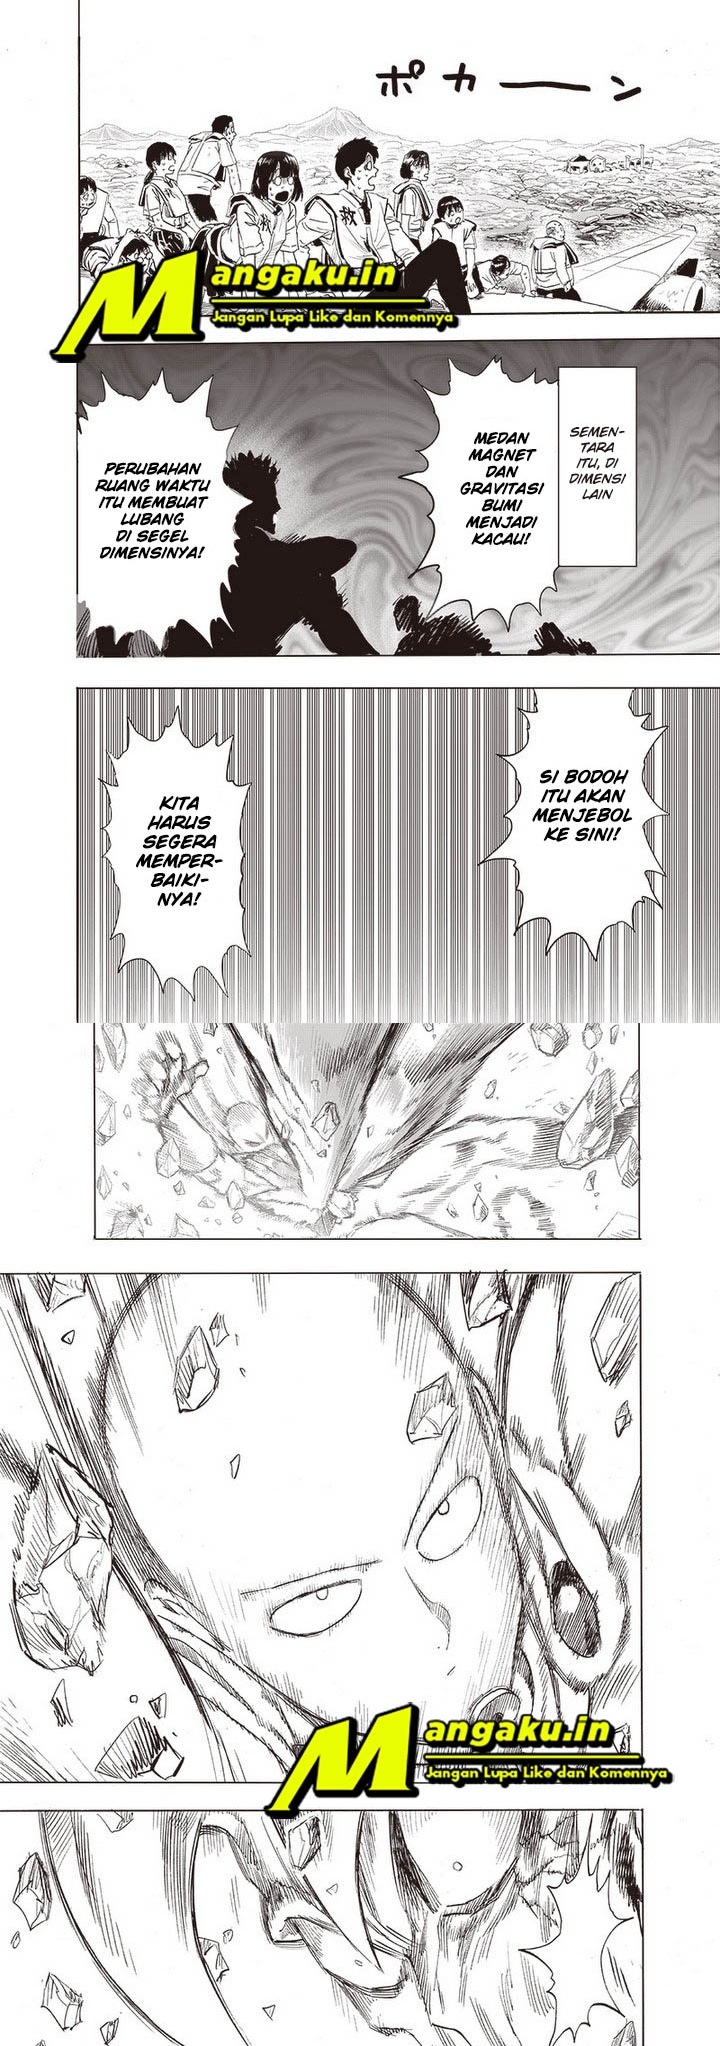 ポカーン
Mangaku.in
Jangan Lupa Like dan Komennya
SEMEN-
TARA
ITU, DI
DIMENSI
LAIN
MEDAN
MAGNET
DAN
GRAVITASI
BUMI
MENJADI
KACAU!
PERUBAHAN
RUANG WAKTU
ITU MEMBUAT
LUBANG
DI SEGEL
DIMENSINYA!
SI BODOH
ITU AKAN
MENJEBOL
KE SINI!
KITA
HARUS
SEGERA
MEMPER-
BAIKI-
NYA!
Mangaku.in
Jangan Lupa Like dan Komennya